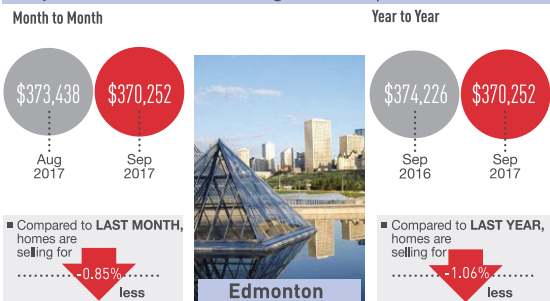 Month to Month
Year to Year
$373,438
$370,252
$374,226
$370,252
Aug
2017
Sep
2017
Sep
2016
Sep
2017
Compared to LAST MONTH,
homes are
selling for
-0.85%
less
Edmonton
Compared to LAST YEAR,
homes are
selling for
-1.06%
less